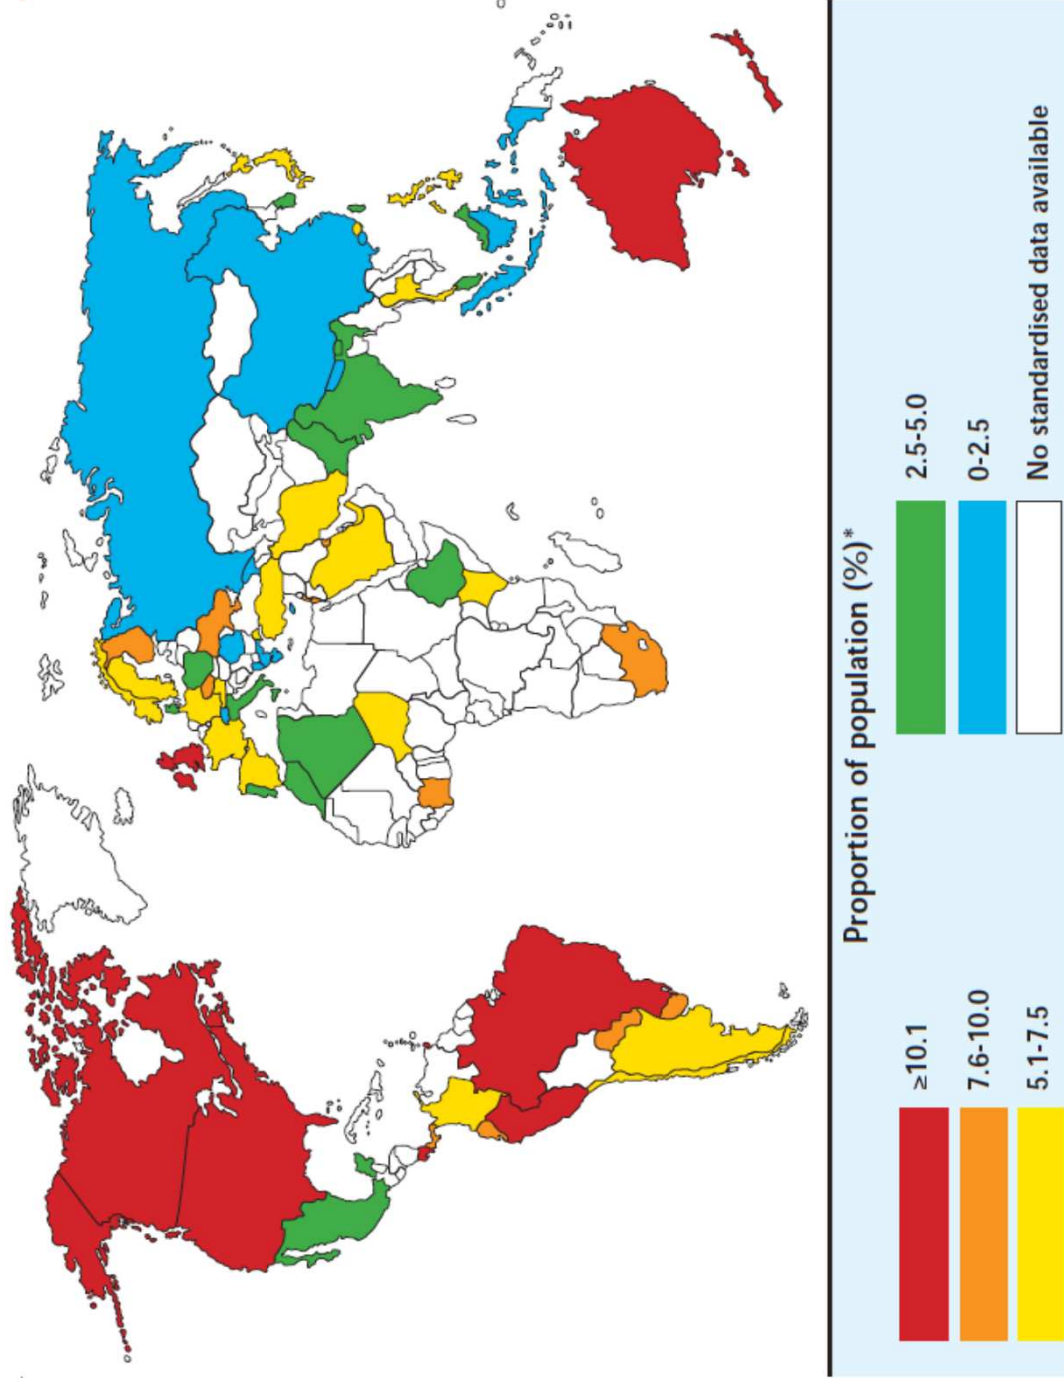 Proportion of population (%)*
≥10.1
7.6-10.0
5.1-7.5
2.5-5.0
0-2.5
No standardised data available